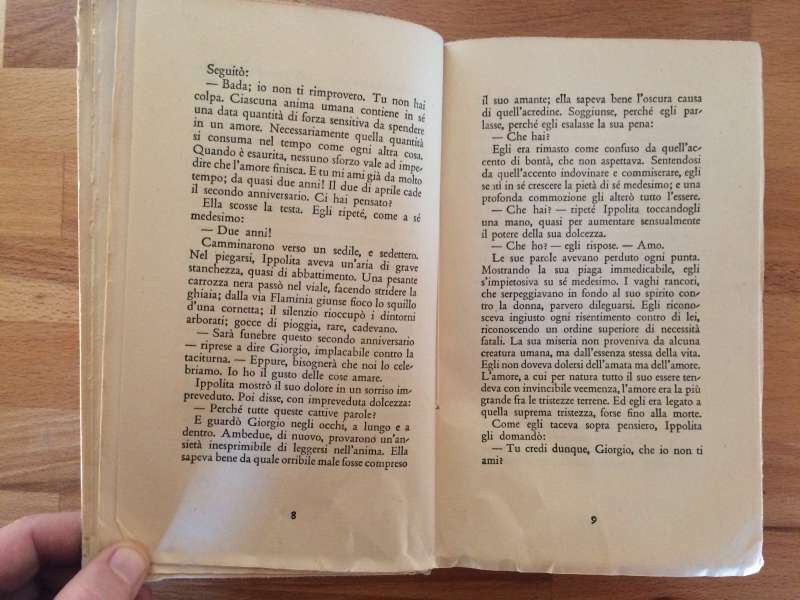 Seguitò:
— Bada; io non ti rimprovero. Tu non hai
colpa. Ciascuna anima umana contiene in sé
una data quantità di forza sensitiva da spendere
in un amore. Necessariamente quella quantità
si consuma nel tempo come ogni altra cosa.
Quando è esaurita, nessuno sforzo vale ad impe-
dire che l'amore finisca. E tu mi ami già da molto
tempo; da quasi due anni! Il due di aprile cade
il secondo anniversario. Ci hai pensato?
Ella scosse la testa. Egli ripeté, come a sé
medesimo:
— Due anni!
Camminarono verso un sedile, e sedettero.
Nel piegarsi, Ippolita aveva un'aria di grave
stanchezza, quasi di abbattimento. Una pesante
carrozza nera passò nel viale, facendo stridere la
ghiaia; dalla via Flaminia giunse fioco lo squillo
d'una cornetta; il silenzio rioccupò i dintorni
arborati; gocce di pioggia, rare, cadevano.
— Sarà funebre questo secondo anniversario
— riprese a dire Giorgio, implacabile contro la
taciturna. — Eppure, bisognerà che noi lo cele-
briamo. Io ho il gusto delle cose amare.
Ippolita mostrò il suo dolore in un sorriso im-
preveduto. Poi disse, con impreveduta dolcezza:
— Perché tutte queste cattive parole?
E guardò Giorgio negli occhi, a lungo e a
dentro. Ambedue, di nuovo, provarono un'an-
sietà inesprimibile di leggersi nell'anima. Ella
sapeva bene da quale orribile male fosse compreso
8
il suo amante; ella sapeva bene l'oscura causa
di quell'acredine. Soggiunse, perché egli par-
lasse, perché egli esalasse la sua pena:
— Che hai?
Egli era rimasto come confuso da quell'ac-
cento di bontà, che non aspettava. Sentendosi
da quell'accento indovinare e commiserare, egli
sentì in sé crescere la pietà di sé medesimo; e una
profonda commozione gli alterò tutto l'essere.
— Che hai? — ripeté Ippolita toccandogli
una mano, quasi per aumentare sensualmente
il potere della sua dolcezza.
— Che ho? — egli rispose. — Amo.
Le sue parole avevano perduto ogni punta.
Mostrando la sua piaga immedicabile, egli
s'impietosiva su sé medesimo. I vaghi rancori,
che serpeggiavano in fondo al suo spirito con-
tro la donna, parvero dileguarsi. Egli ricono-
sceva ingiusto ogni risentimento contro di lei,
riconoscendo un ordine superiore di necessità
fatali. La sua miseria non proveniva da alcuna
creatura umana, ma dall'essenza stessa della vita.
Egli non doveva dolersi dell'amata ma dell'amore.
L'amore, a cui per natura tutto il suo essere ten-
deva con invincibile veemenza, l'amore era la più
grande fra le tristezze terrene. Ed egli era legato a
quella suprema tristezza, forse fino alla morte.
Come egli taceva sopra pensiero, Ippolita
gli domandò:
— Tu credi dunque, Giorgio, che io non ti
ami?
9